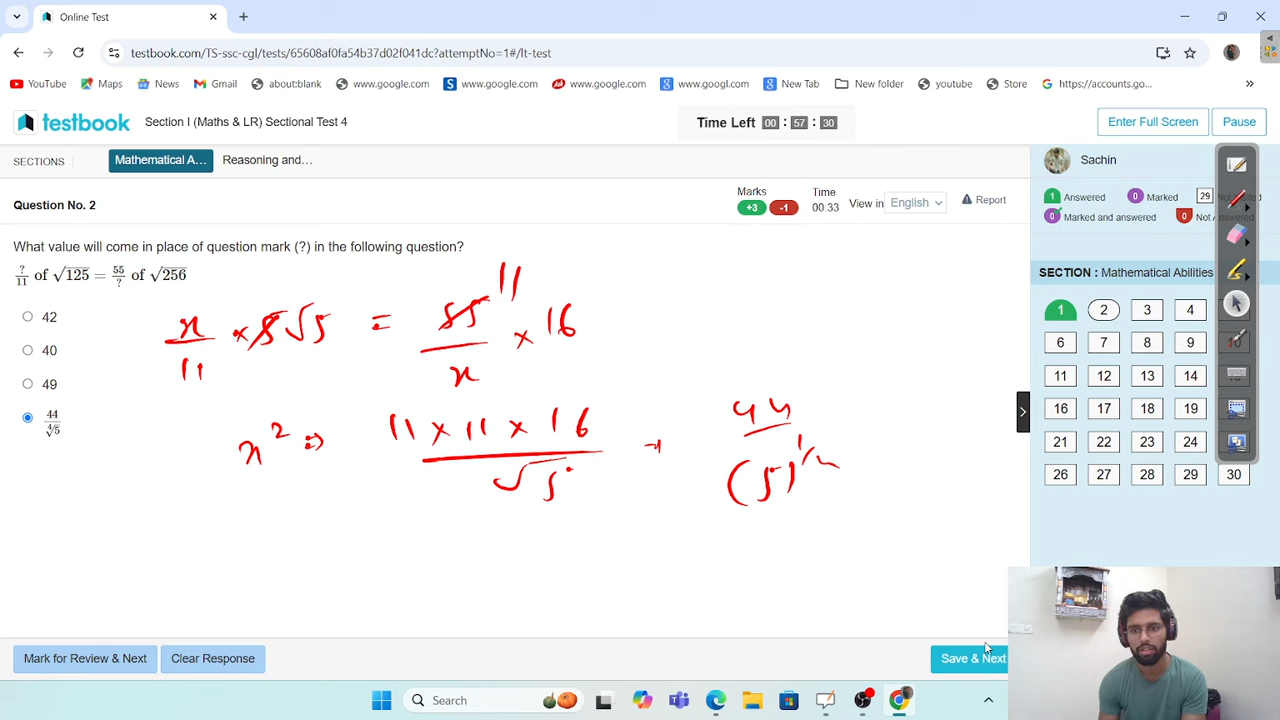 Online Test
testbook.com/TS-ssc-cgl/tests/65608af0fa54b37d02f041dc?attemptNo=1#/lt-test
YouTube Maps News Gmail about:blank www.google.com www.google.com www.google.com www.googl.com New Tab New folder youtube Store https://accounts.go...
testbook Section I (Maths & LR) Sectional Test 4 Time Left 00 : 57 : 30 Enter Full Screen Pause
SECTIONS Mathematical A... Reasoning and... Sachin
Question No. 2 Marks +3 -1 Time 00:33 View in English Report
1 Answered 0 Marked 29
0 Marked and answered 0
What value will come in place of question mark (?) in the following question?
?/11 of √125 = 55/? of √256
SECTION : Mathematical Abilities
42
40
49
44/∜5
x/11 × 5√5 = 55/x × 16
11
x² ⇒ 11 × 11 × 16 / √5
44 / (5)
1 2 3 4
6 7 8 9 10
11 12 13 14
16 17 18 19
21 22 23 24
26 27 28 29 30
Mark for Review & Next Clear Response Save & Next
Search